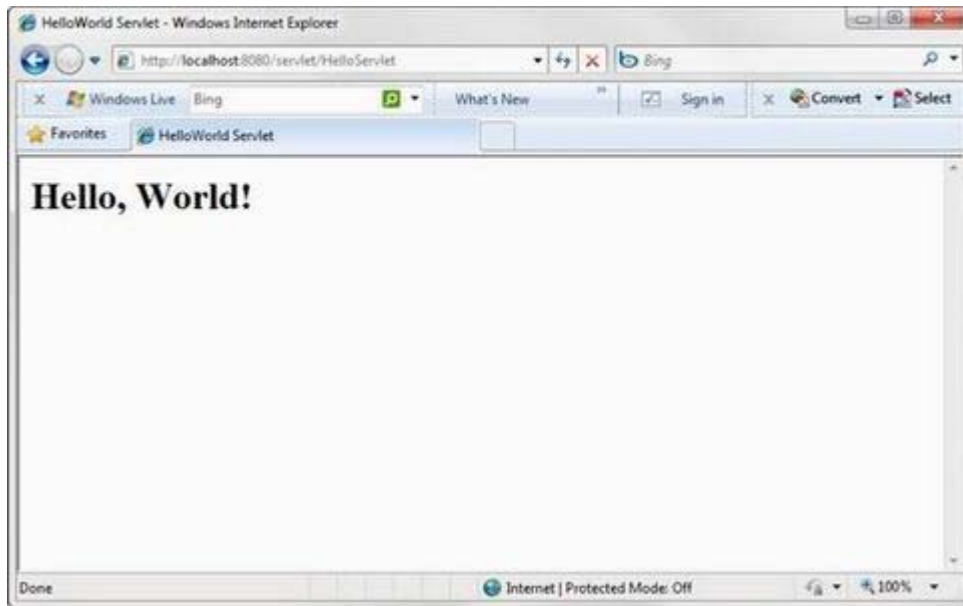 HelloWorld Servlet - Windows Internet Explorer
http://localhost:8080/servlet/HelloServlet
Bing
Windows Live Bing What's New Sign in Convert Select
Favorites HelloWorld Servlet
Hello, World!
Done Internet | Protected Mode: Off 100%